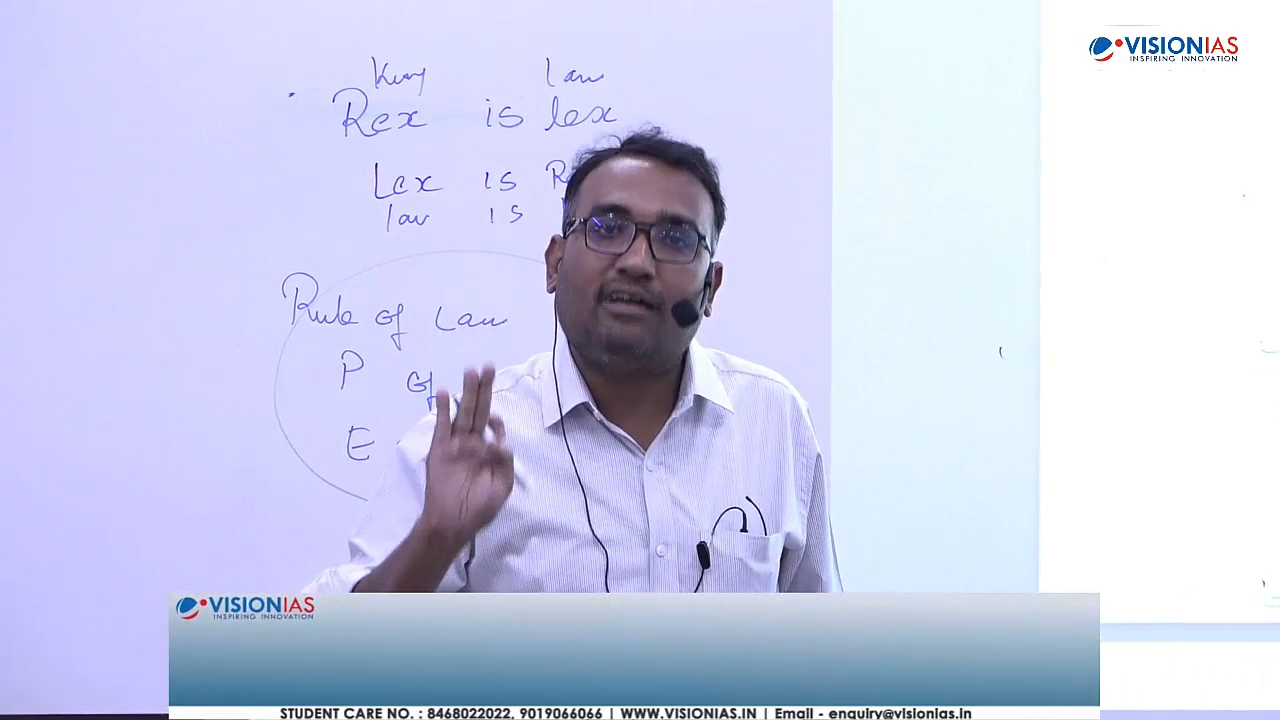 King law
Rex is lex
Lex is R
law is
Rule of Law
P of
E
VISIONIAS
INSPIRING INNOVATION
VISIONIAS
INSPIRING INNOVATION
STUDENT CARE NO. : 8468022022, 9019066066 | WWW.VISIONIAS.IN | Email - enquiry@visionias.in